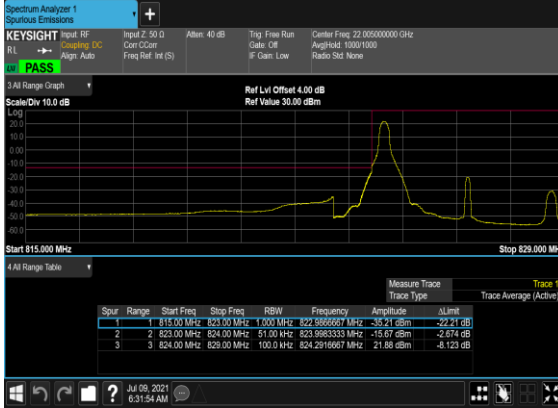 Spectrum Analyzer 1
Spurious Emissions
+
KEYSIGHT Input: RF Input Z: 50 Ω Atten: 40 dB Trig: Free Run Center Freq: 22.005000000 GHz
RL Coupling: DC Corr CCorr Gate: Off Avg|Hold: 1000/1000
Align: Auto Freq Ref: Int (S) IF Gain: Low Radio Std: None
PASS
3 All Range Graph
Ref Lvl Offset 4.00 dB
Scale/Div 10.0 dB Ref Value 30.00 dBm
Log
20.0
10.0
0.00
-10.0
-20.0
-30.0
-40.0
-50.0
-60.0
Start 815.000 MHz Stop 829.000 MH
4 All Range Table
Measure Trace Trace 1
Trace Type Trace Average (Active)
Spur Range Start Freq Stop Freq RBW Frequency Amplitude ΔLimit
1 1 815.00 MHz 823.00 MHz 1.000 MHz 822.9866667 MHz -35.21 dBm -22.21 dB
2 2 823.00 MHz 824.00 MHz 51.00 kHz 823.9983333 MHz -15.67 dBm -2.674 dB
3 3 824.00 MHz 829.00 MHz 100.0 kHz 824.2916667 MHz 21.88 dBm -8.123 dB
? Jul 09, 2021
6:31:54 AM